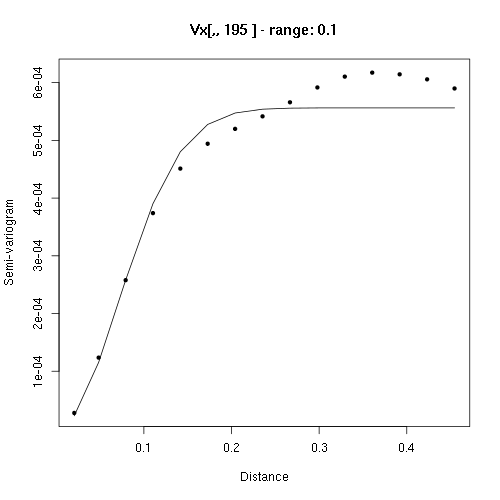 Vx[,, 195 ] - range: 0.1
6e-04
5e-04
4e-04
3e-04
2e-04
1e-04
Semi-variogram
0.1 0.2 0.3 0.4
Distance